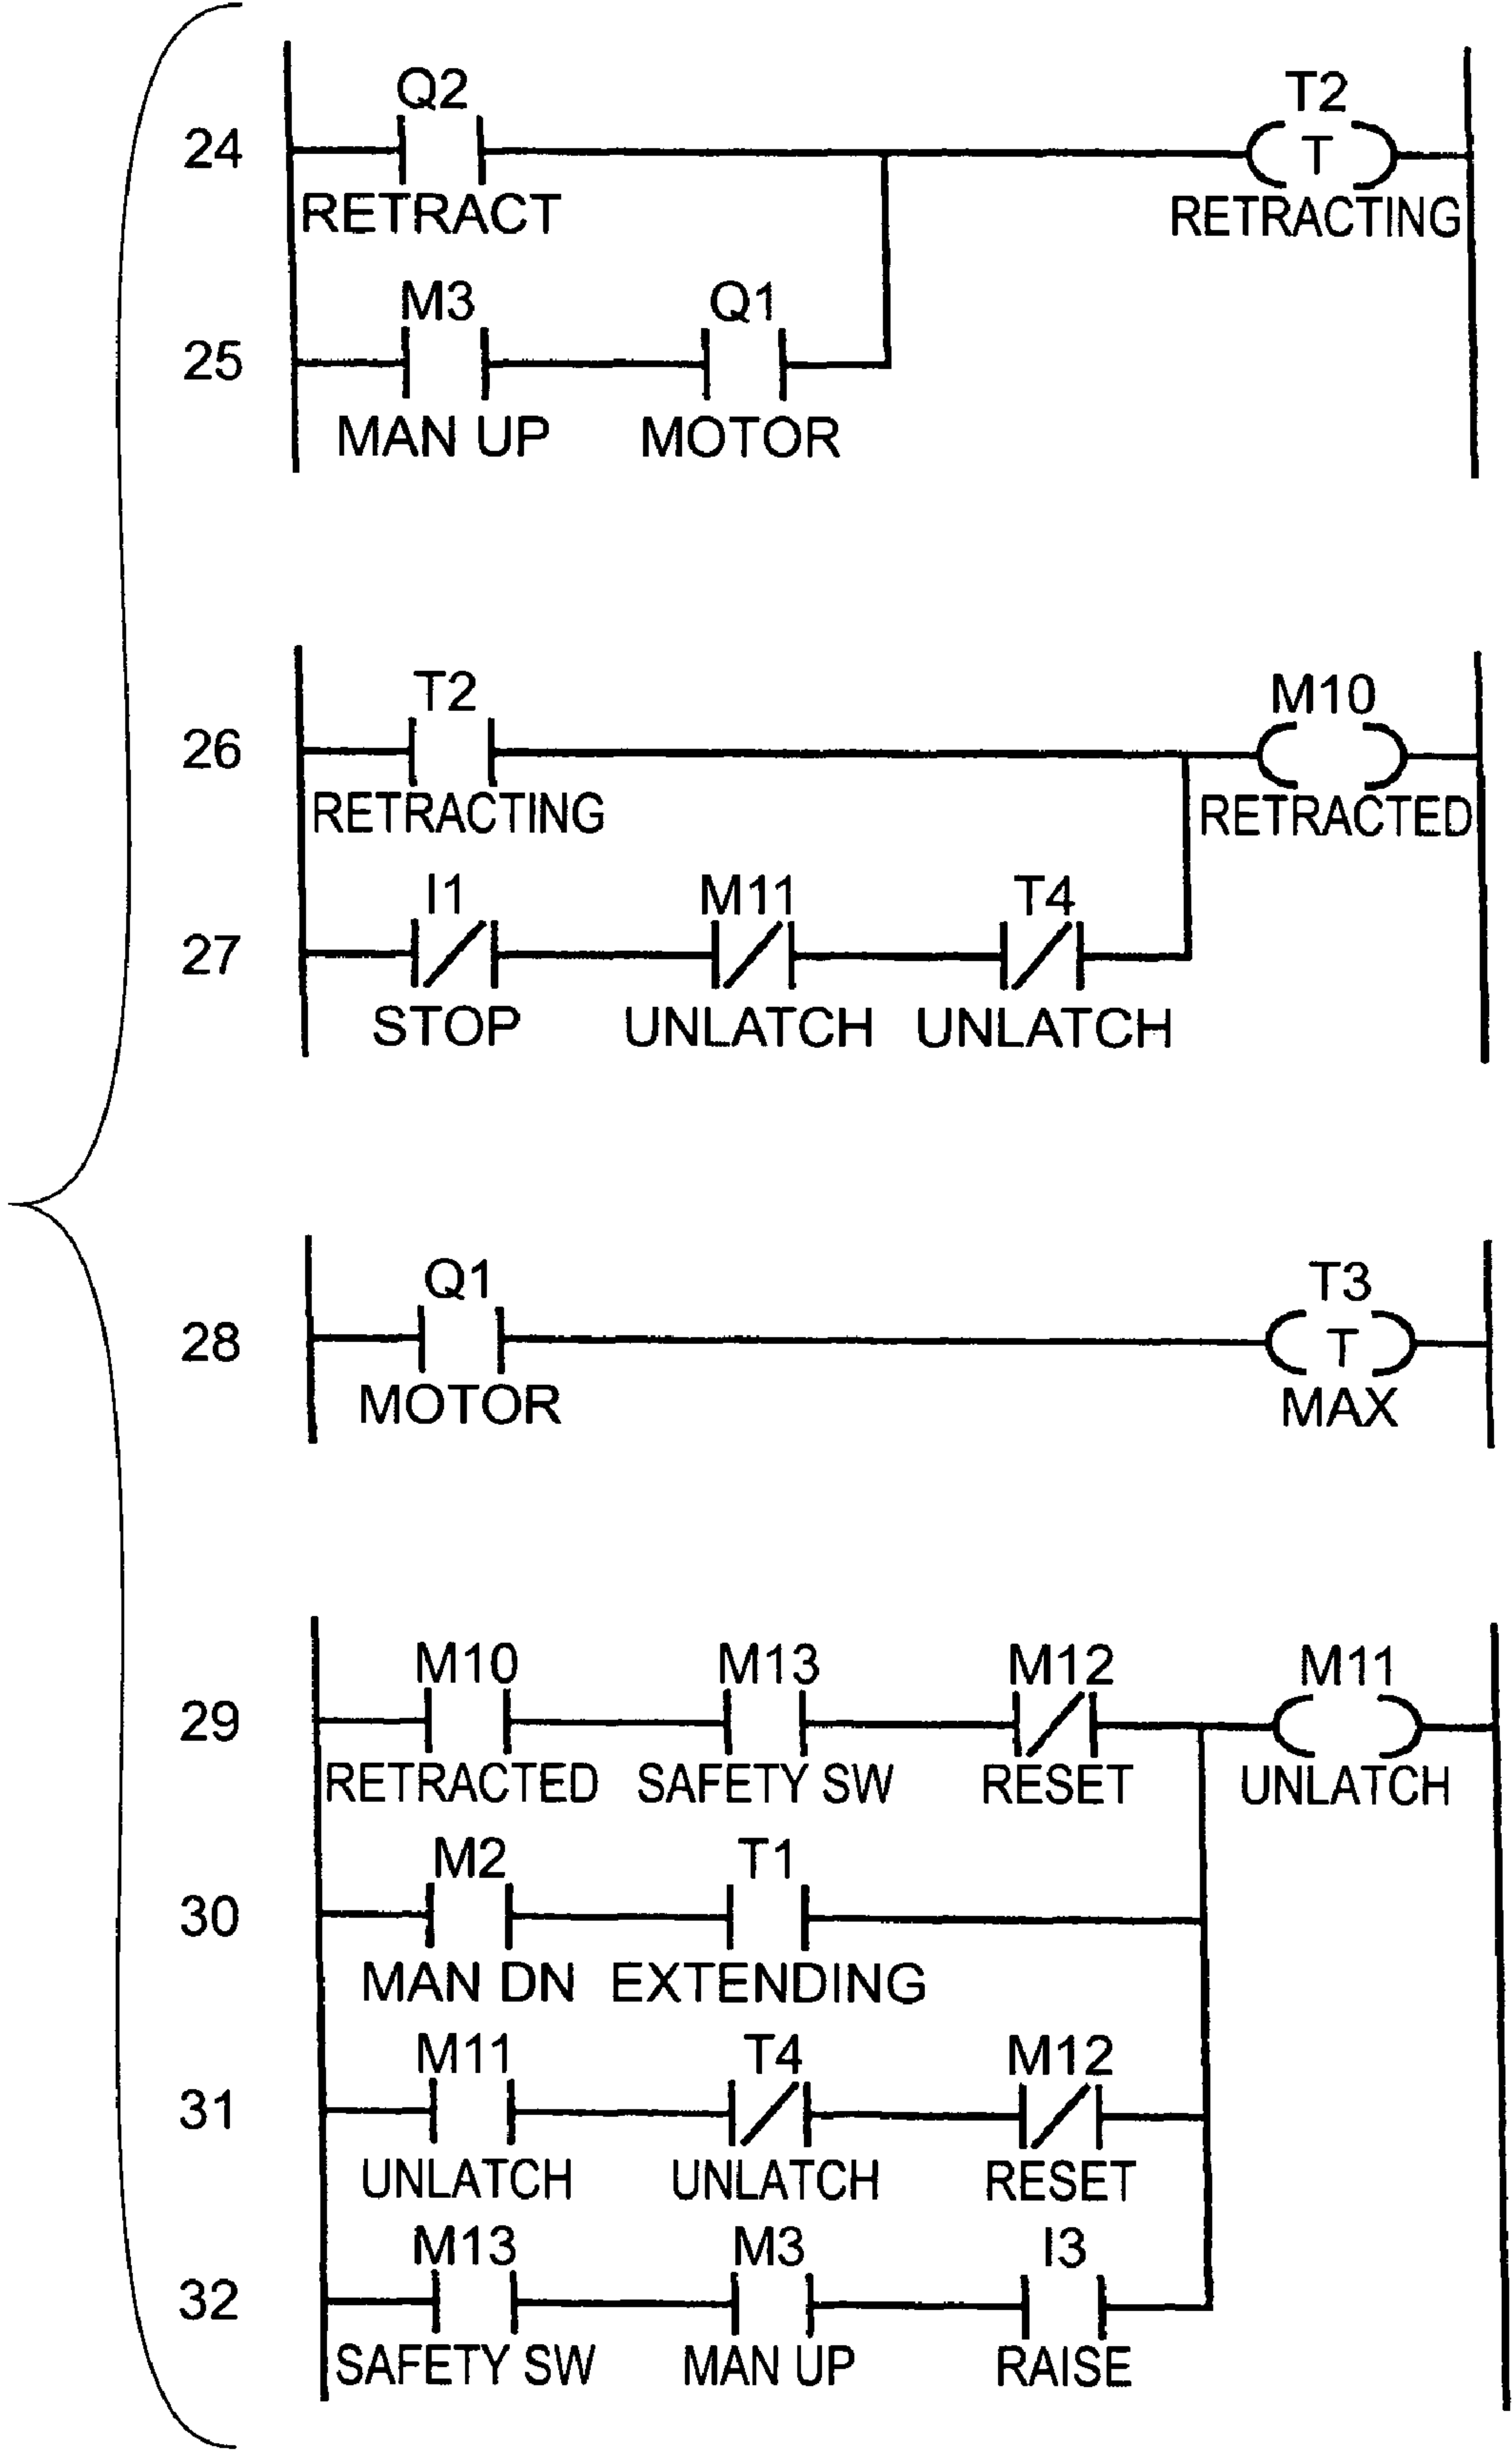 Q2 T2
24 T
RETRACT RETRACTING
M3 Q1
25
MAN UP MOTOR
T2 M10
26
RETRACTING RETRACTED
I1 M11 T4
27
STOP UNLATCH UNLATCH
Q1 T3
28 T
MOTOR MAX
M10 M13 M12 M11
29
RETRACTED SAFETY SW RESET UNLATCH
M2 T1
30
MAN DN EXTENDING
M11 T4 M12
31
UNLATCH UNLATCH RESET
M13 M3 I3
32
SAFETY SW MAN UP RAISE